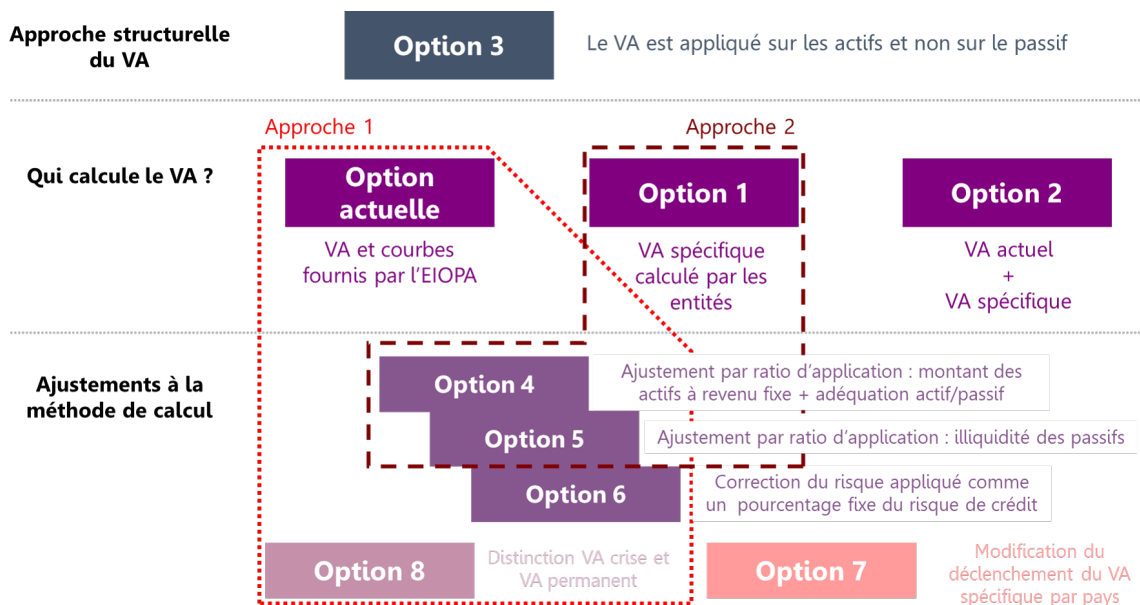 Approche structurelle
du VA
Option 3
Le VA est appliqué sur les actifs et non sur le passif
Approche 1
Approche 2
Qui calcule le VA ?
Option
actuelle
Option 1
Option 2
VA et courbes
fournis par l'EIOPA
VA spécifique
calculé par les
entités
VA actuel
+
VA spécifique
Ajustements à la
méthode de calcul
Option 4
Ajustement par ratio d'application : montant des
actifs à revenu fixe + adéquation actif/passif
Option 5
Ajustement par ratio d'application : illiquidité des passifs
Option 6
Correction du risque appliqué comme
un pourcentage fixe du risque de crédit
Option 8
Distinction VA crise et
VA permanent
Option 7
Modification du
déclenchement du VA
spécifique par pays